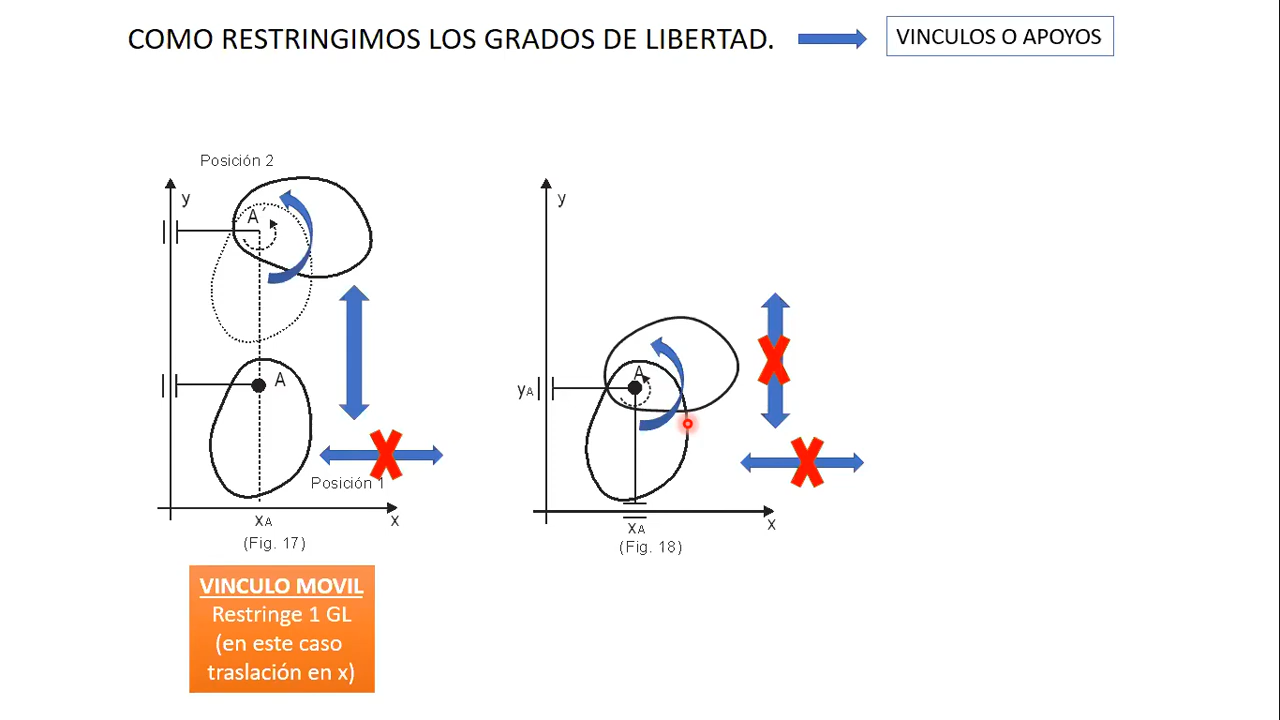 COMO RESTRINGIMOS LOS GRADOS DE LIBERTAD.
VINCULOS O APOYOS
Posición 2
y
A'
A
Posición 1
xA
x
(Fig. 17)
y
A
yA
xA
x
(Fig. 18)
VINCULO MOVIL
Restringe 1 GL
(en este caso
traslación en x)